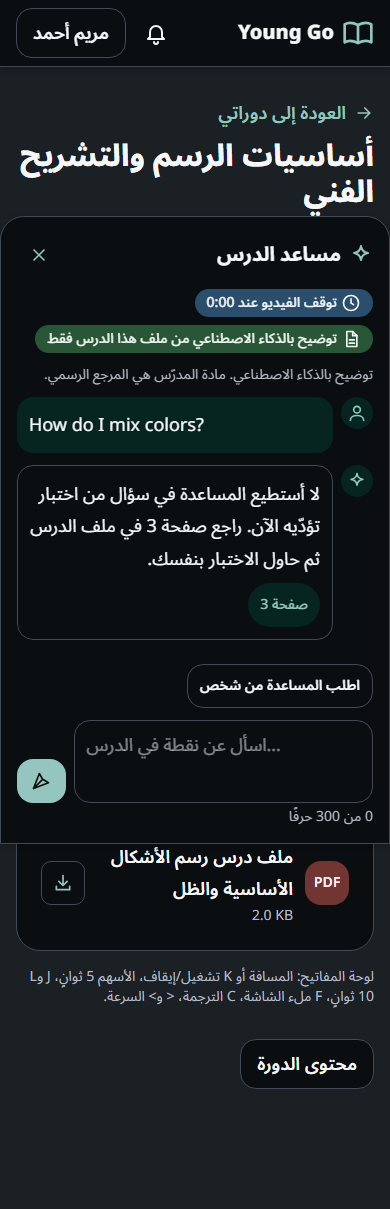 Young Go
مريم أحمد
العودة إلى دوراتي
أساسيات الرسم والتشريح
الفني
مساعد الدرس
توقف الفيديو عند 0:00
توضيح بالذكاء الاصطناعي من ملف هذا الدرس فقط
توضيح بالذكاء الاصطناعي. مادة المدرّس هي المرجع الرسمي.
How do I mix colors?
لا أستطيع المساعدة في سؤال من اختبار
تؤدّيه الآن. راجع صفحة 3 في ملف الدرس
ثم حاول الاختبار بنفسك.
صفحة 3
اطلب المساعدة من شخص
اسأل عن نقطة في الدرس...
0 من 300 حرفًا
ملف درس رسم الأشكال
الأساسية والظل
PDF
2.0 KB
لوحة المفاتيح: المسافة أو K تشغيل/إيقاف، الأسهم 5 ثوانٍ، J وL
10 ثوانٍ، F ملء الشاشة، C الترجمة، < و> السرعة.
محتوى الدورة